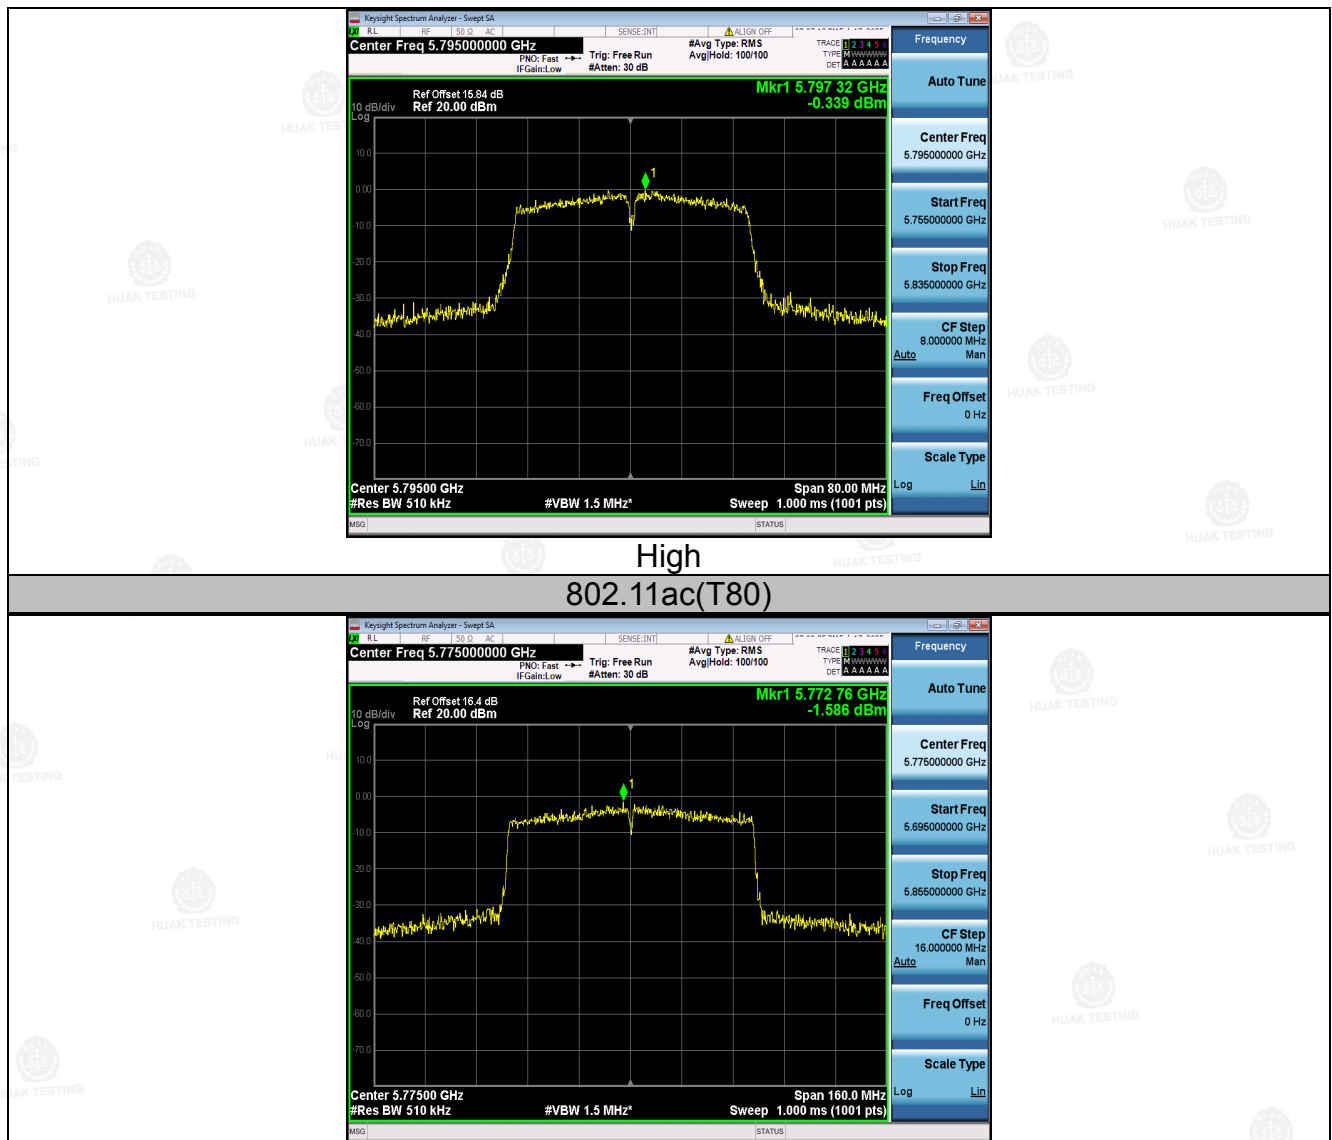 Keysight Spectrum Analyzer - Swept SA
LXI RL RF 50 Ω AC SENSE:INT ALIGN OFF
Center Freq 5.795000000 GHz
PNO: Fast
IFGain:Low
Trig: Free Run
#Atten: 30 dB
#Avg Type: RMS
Avg|Hold: 100/100
TRACE 1 2 3 4 5 6
TYPE M WWWWW
DET A A A A A A
Ref Offset 15.84 dB
Ref 20.00 dBm
10 dB/div
Log
Mkr1 5.797 32 GHz
-0.339 dBm
1
10.0
0.00
-10.0
-20.0
-30.0
-40.0
-50.0
-60.0
-70.0
Center 5.79500 GHz
Span 80.00 MHz
#Res BW 510 kHz
#VBW 1.5 MHz*
Sweep 1.000 ms (1001 pts)
MSG
STATUS
Frequency
Auto Tune
Center Freq
5.795000000 GHz
Start Freq
5.755000000 GHz
Stop Freq
5.835000000 GHz
CF Step
8.000000 MHz
Auto Man
Freq Offset
0 Hz
Scale Type
Log Lin
High
802.11ac(T80)
Keysight Spectrum Analyzer - Swept SA
LXI RL RF 50 Ω AC SENSE:INT ALIGN OFF
Center Freq 5.775000000 GHz
PNO: Fast
IFGain:Low
Trig: Free Run
#Atten: 30 dB
#Avg Type: RMS
Avg|Hold: 100/100
TRACE 1 2 3 4 5 6
TYPE M WWWWW
DET A A A A A A
Ref Offset 16.4 dB
Ref 20.00 dBm
10 dB/div
Log
Mkr1 5.772 76 GHz
-1.586 dBm
1
10.0
0.00
-10.0
-20.0
-30.0
-40.0
-50.0
-60.0
-70.0
Center 5.77500 GHz
Span 160.0 MHz
#Res BW 510 kHz
#VBW 1.5 MHz*
Sweep 1.000 ms (1001 pts)
MSG
STATUS
Frequency
Auto Tune
Center Freq
5.775000000 GHz
Start Freq
5.695000000 GHz
Stop Freq
5.855000000 GHz
CF Step
16.000000 MHz
Auto Man
Freq Offset
0 Hz
Scale Type
Log Lin
HUAK TESTING